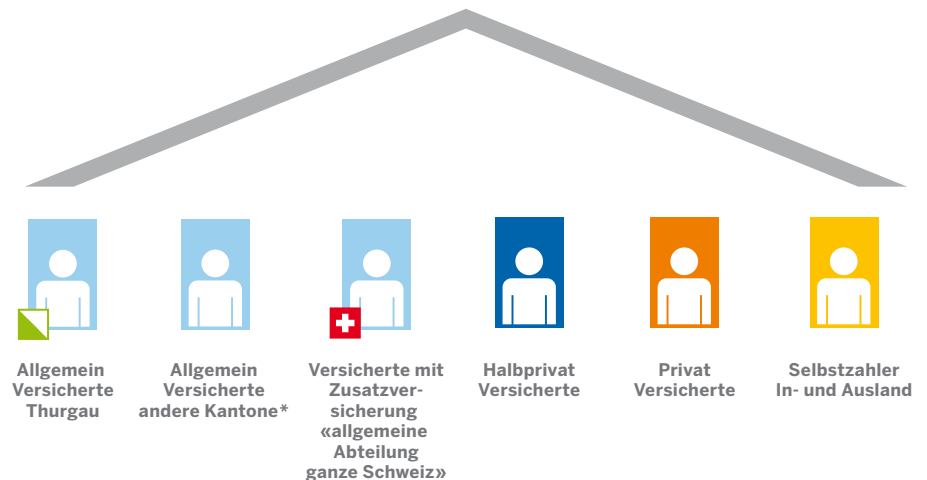 Allgemein
Versicherte
Thurgau
Allgemein
Versicherte
andere Kantone*
Versicherte mit
Zusatzver-
sicherung
«allgemeine
Abteilung
ganze Schweiz»
Halbprivat
Versicherte
Privat
Versicherte
Selbstzahler
In- und Ausland